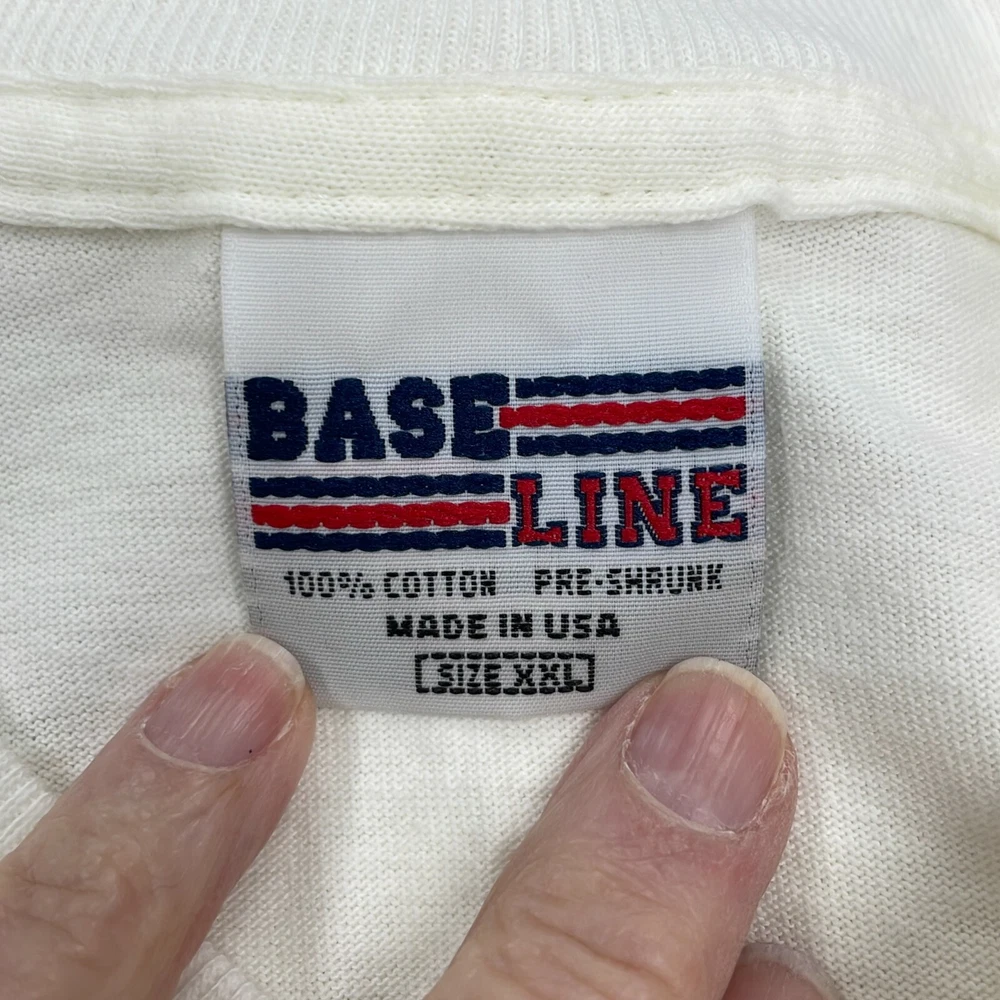 BASE
LINE
100% COTTON PRE-SHRUNK
MADE IN USA
SIZE XXL